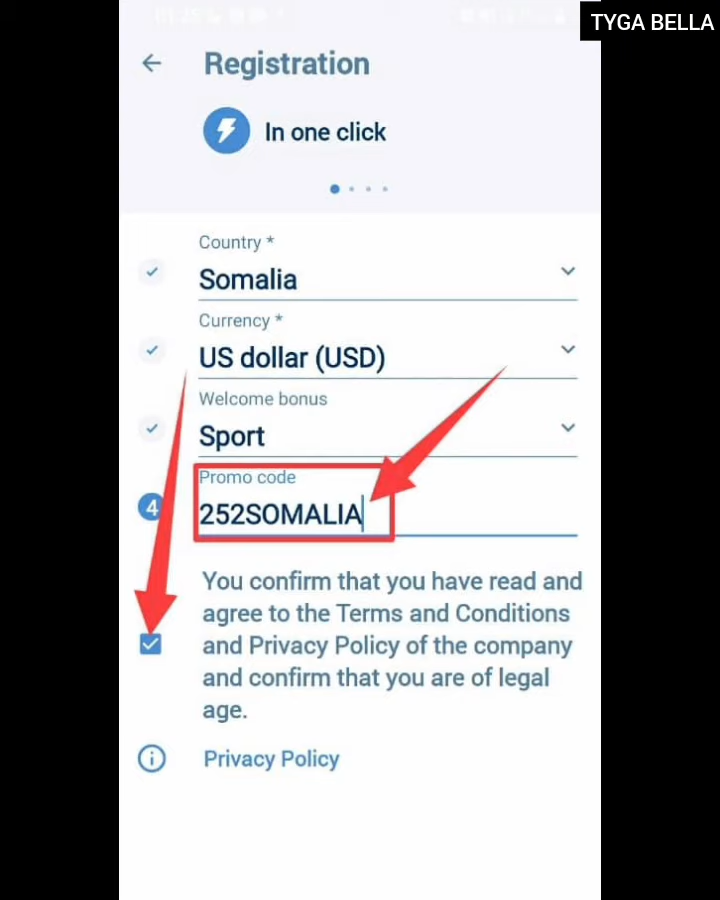 TYGA BELLA
Registration
In one click
Country *
Somalia
Currency *
US dollar (USD)
Welcome bonus
Sport
Promo code
4
252SOMALIA
You confirm that you have read and
agree to the Terms and Conditions
and Privacy Policy of the company
and confirm that you are of legal
age.
Privacy Policy